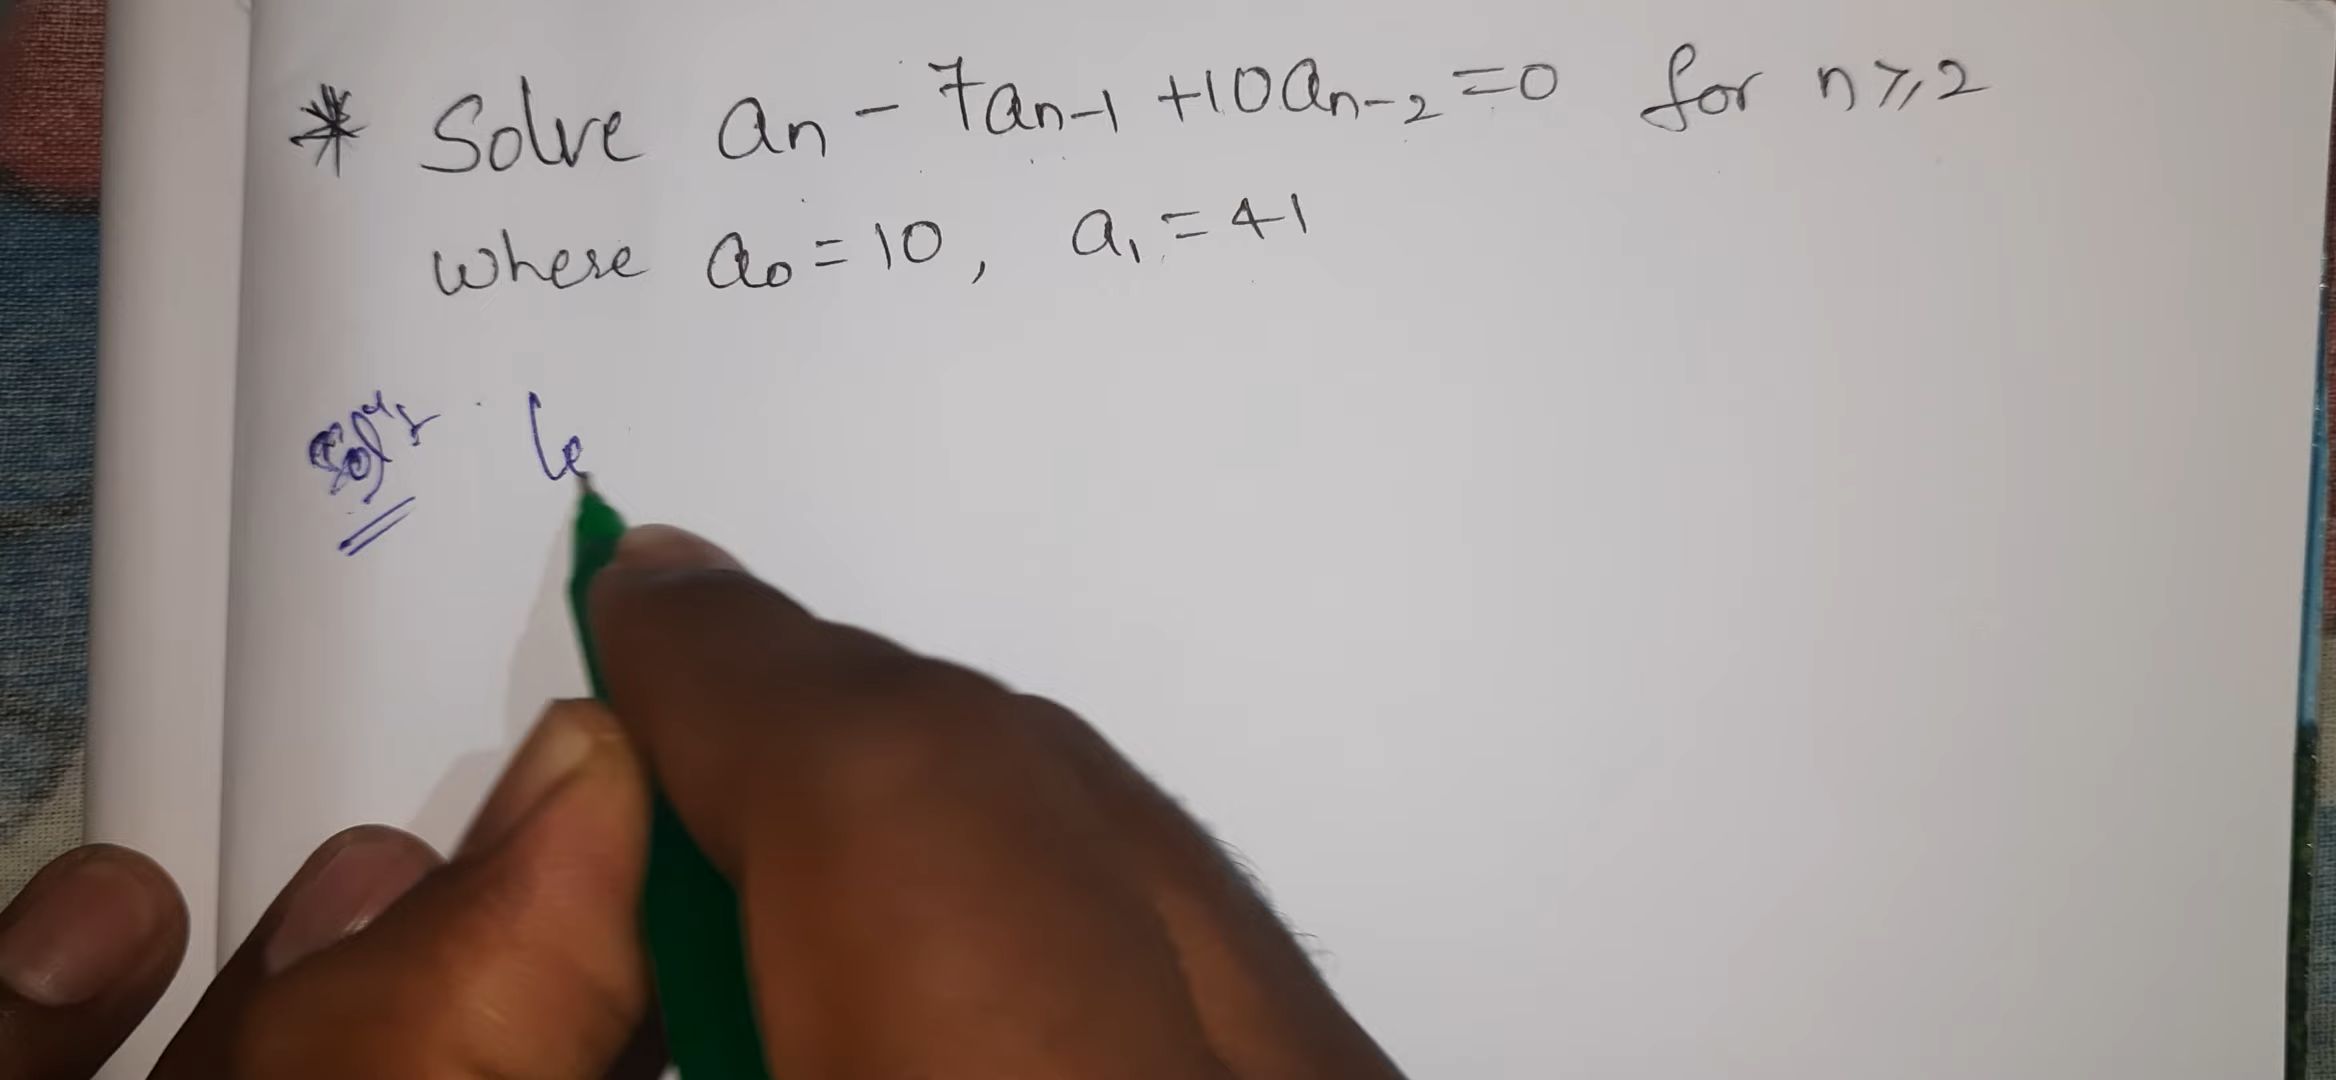 * Solve aₙ - 7aₙ₋₁ + 10aₙ₋₂ = 0 for n ≥ 2
where a₀ = 10, a₁ = 41
Solⁿ: Le